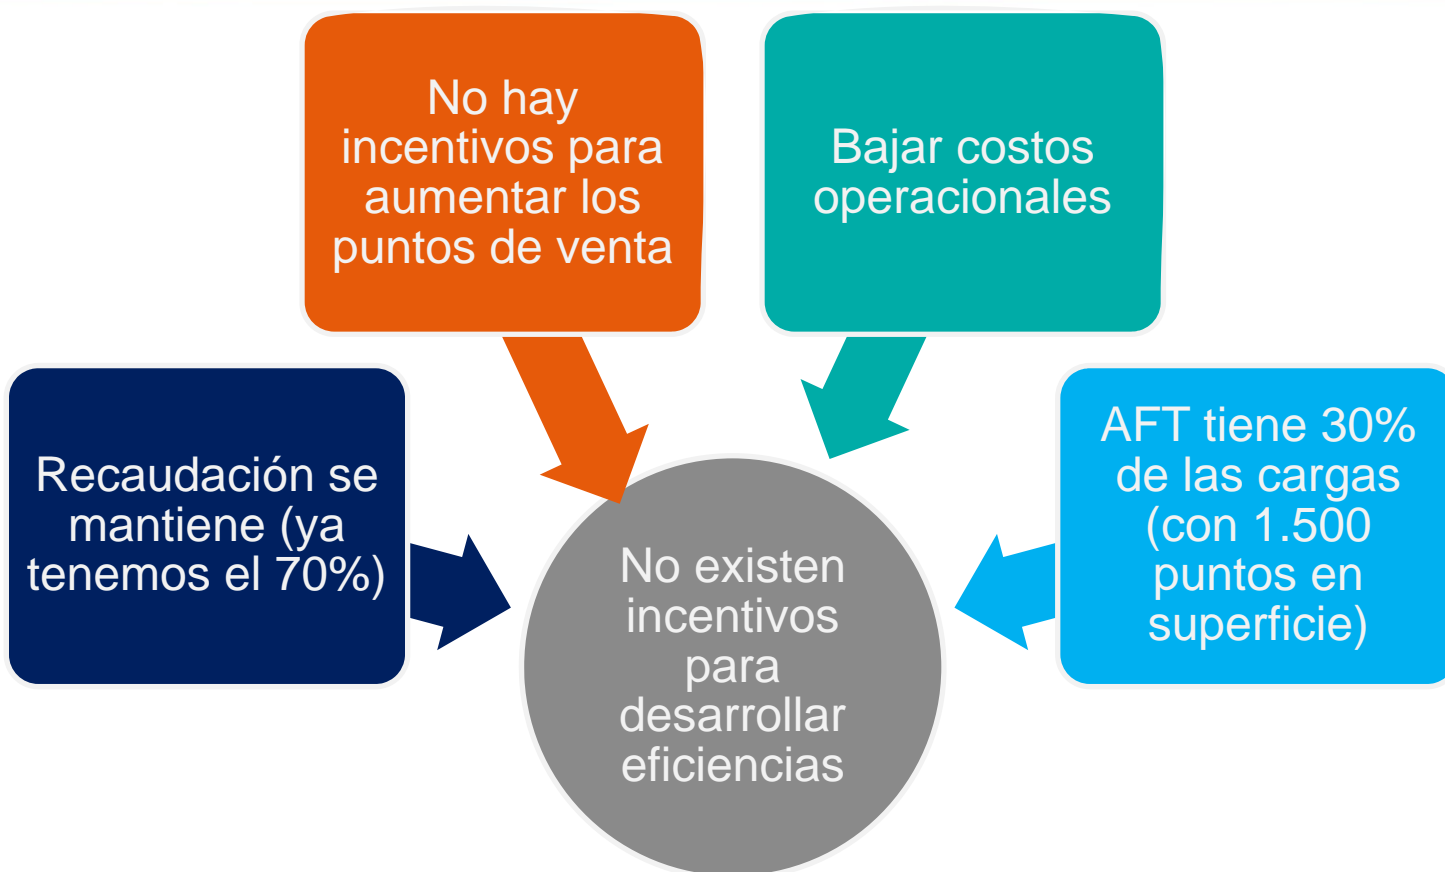 No hay
incentivos para
aumentar los
puntos de venta
Bajar costos
operacionales
Recaudación se
mantiene (ya
tenemos el 70%)
AFT tiene 30%
de las cargas
(con 1.500
puntos en
superficie)
No existen
incentivos
para
desarrollar
eficiencias